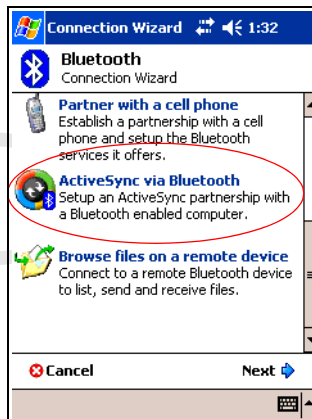 Connection Wizard 1:32
Bluetooth
Connection Wizard
Partner with a cell phone
Establish a partnership with a cell
phone and setup the Bluetooth
services it offers.
ActiveSync via Bluetooth
Setup an ActiveSync partnership with
a Bluetooth enabled computer.
Browse files on a remote device
Connect to a remote Bluetooth device
to list, send and receive files.
Cancel Next